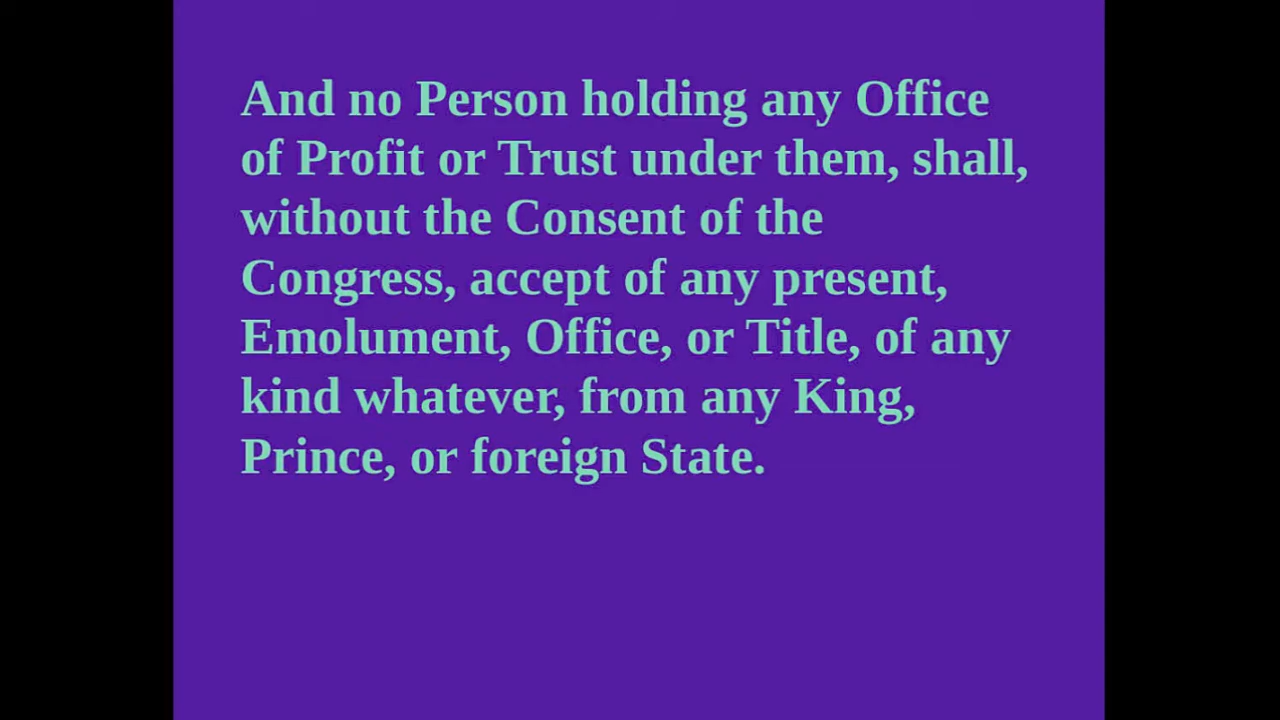 And no Person holding any Office
of Profit or Trust under them, shall,
without the Consent of the
Congress, accept of any present,
Emolument, Office, or Title, of any
kind whatever, from any King,
Prince, or foreign State.